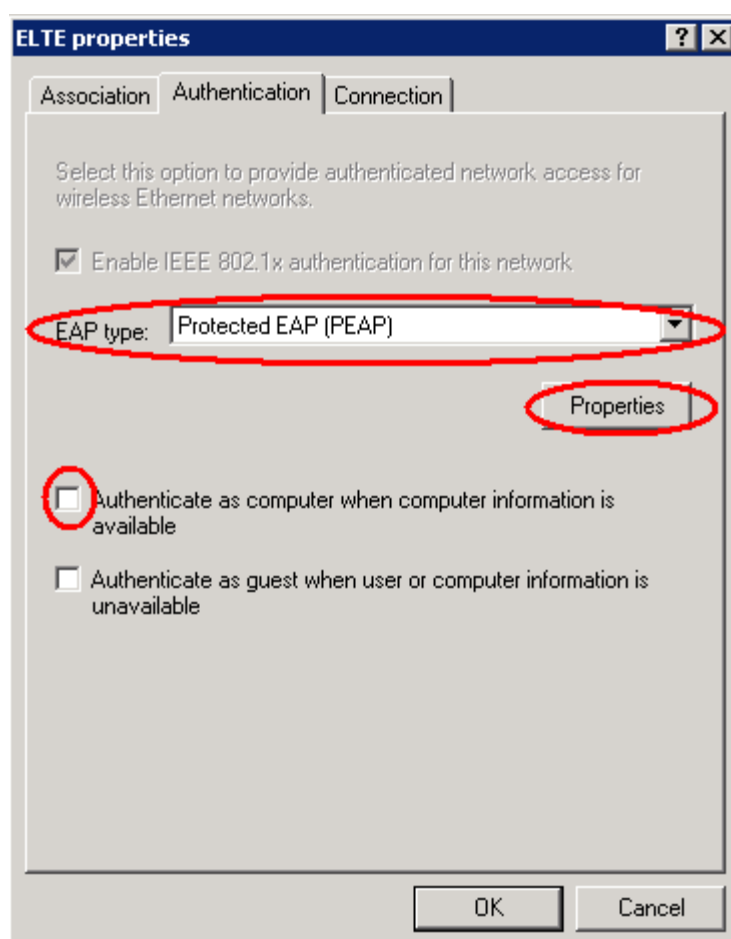 ELTE properties
Association Authentication Connection
Select this option to provide authenticated network access for
wireless Ethernet networks.
Enable IEEE 802.1x authentication for this network
EAP type: Protected EAP (PEAP)
Properties
Authenticate as computer when computer information is
available
Authenticate as guest when user or computer information is
unavailable
OK Cancel